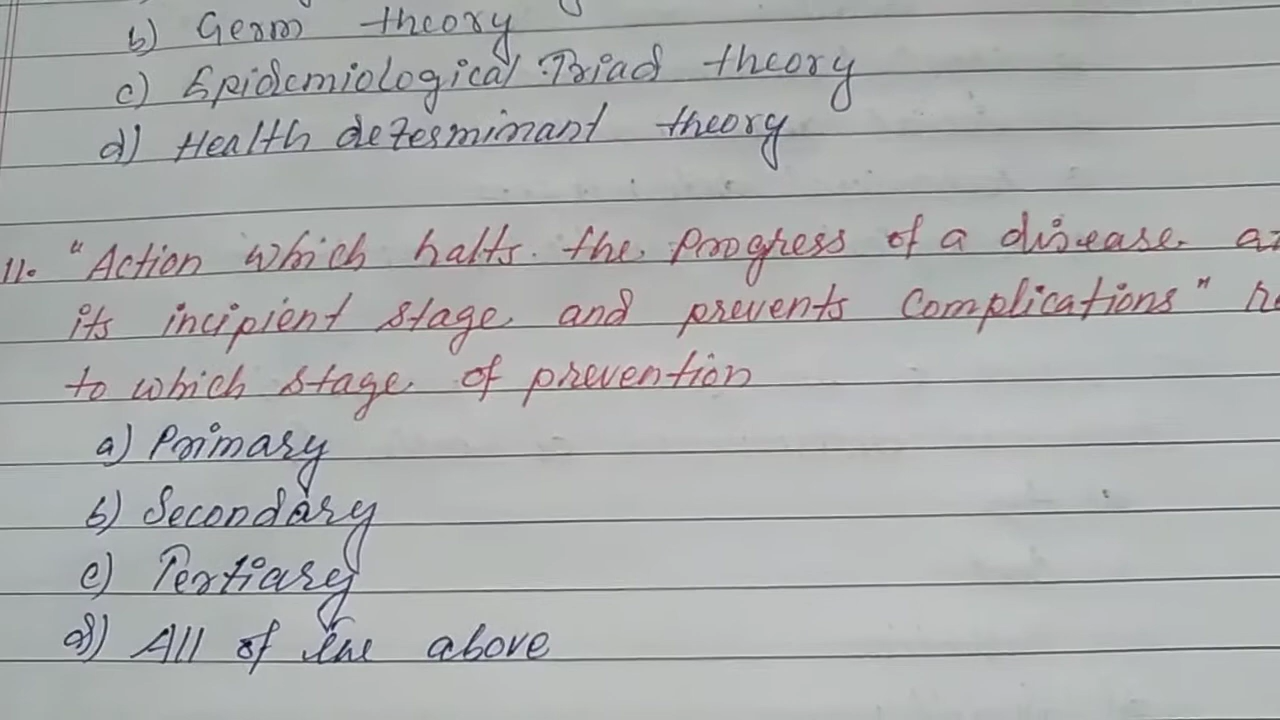 b) Germ theory
c) Epidemiological Triad theory
d) Health determinant theory
11. "Action which halts the Progress of a disease
its incipient stage and prevents Complications"
to which stage of prevention
a) Primary
b) Secondary
c) Tertiary
d) All of the above